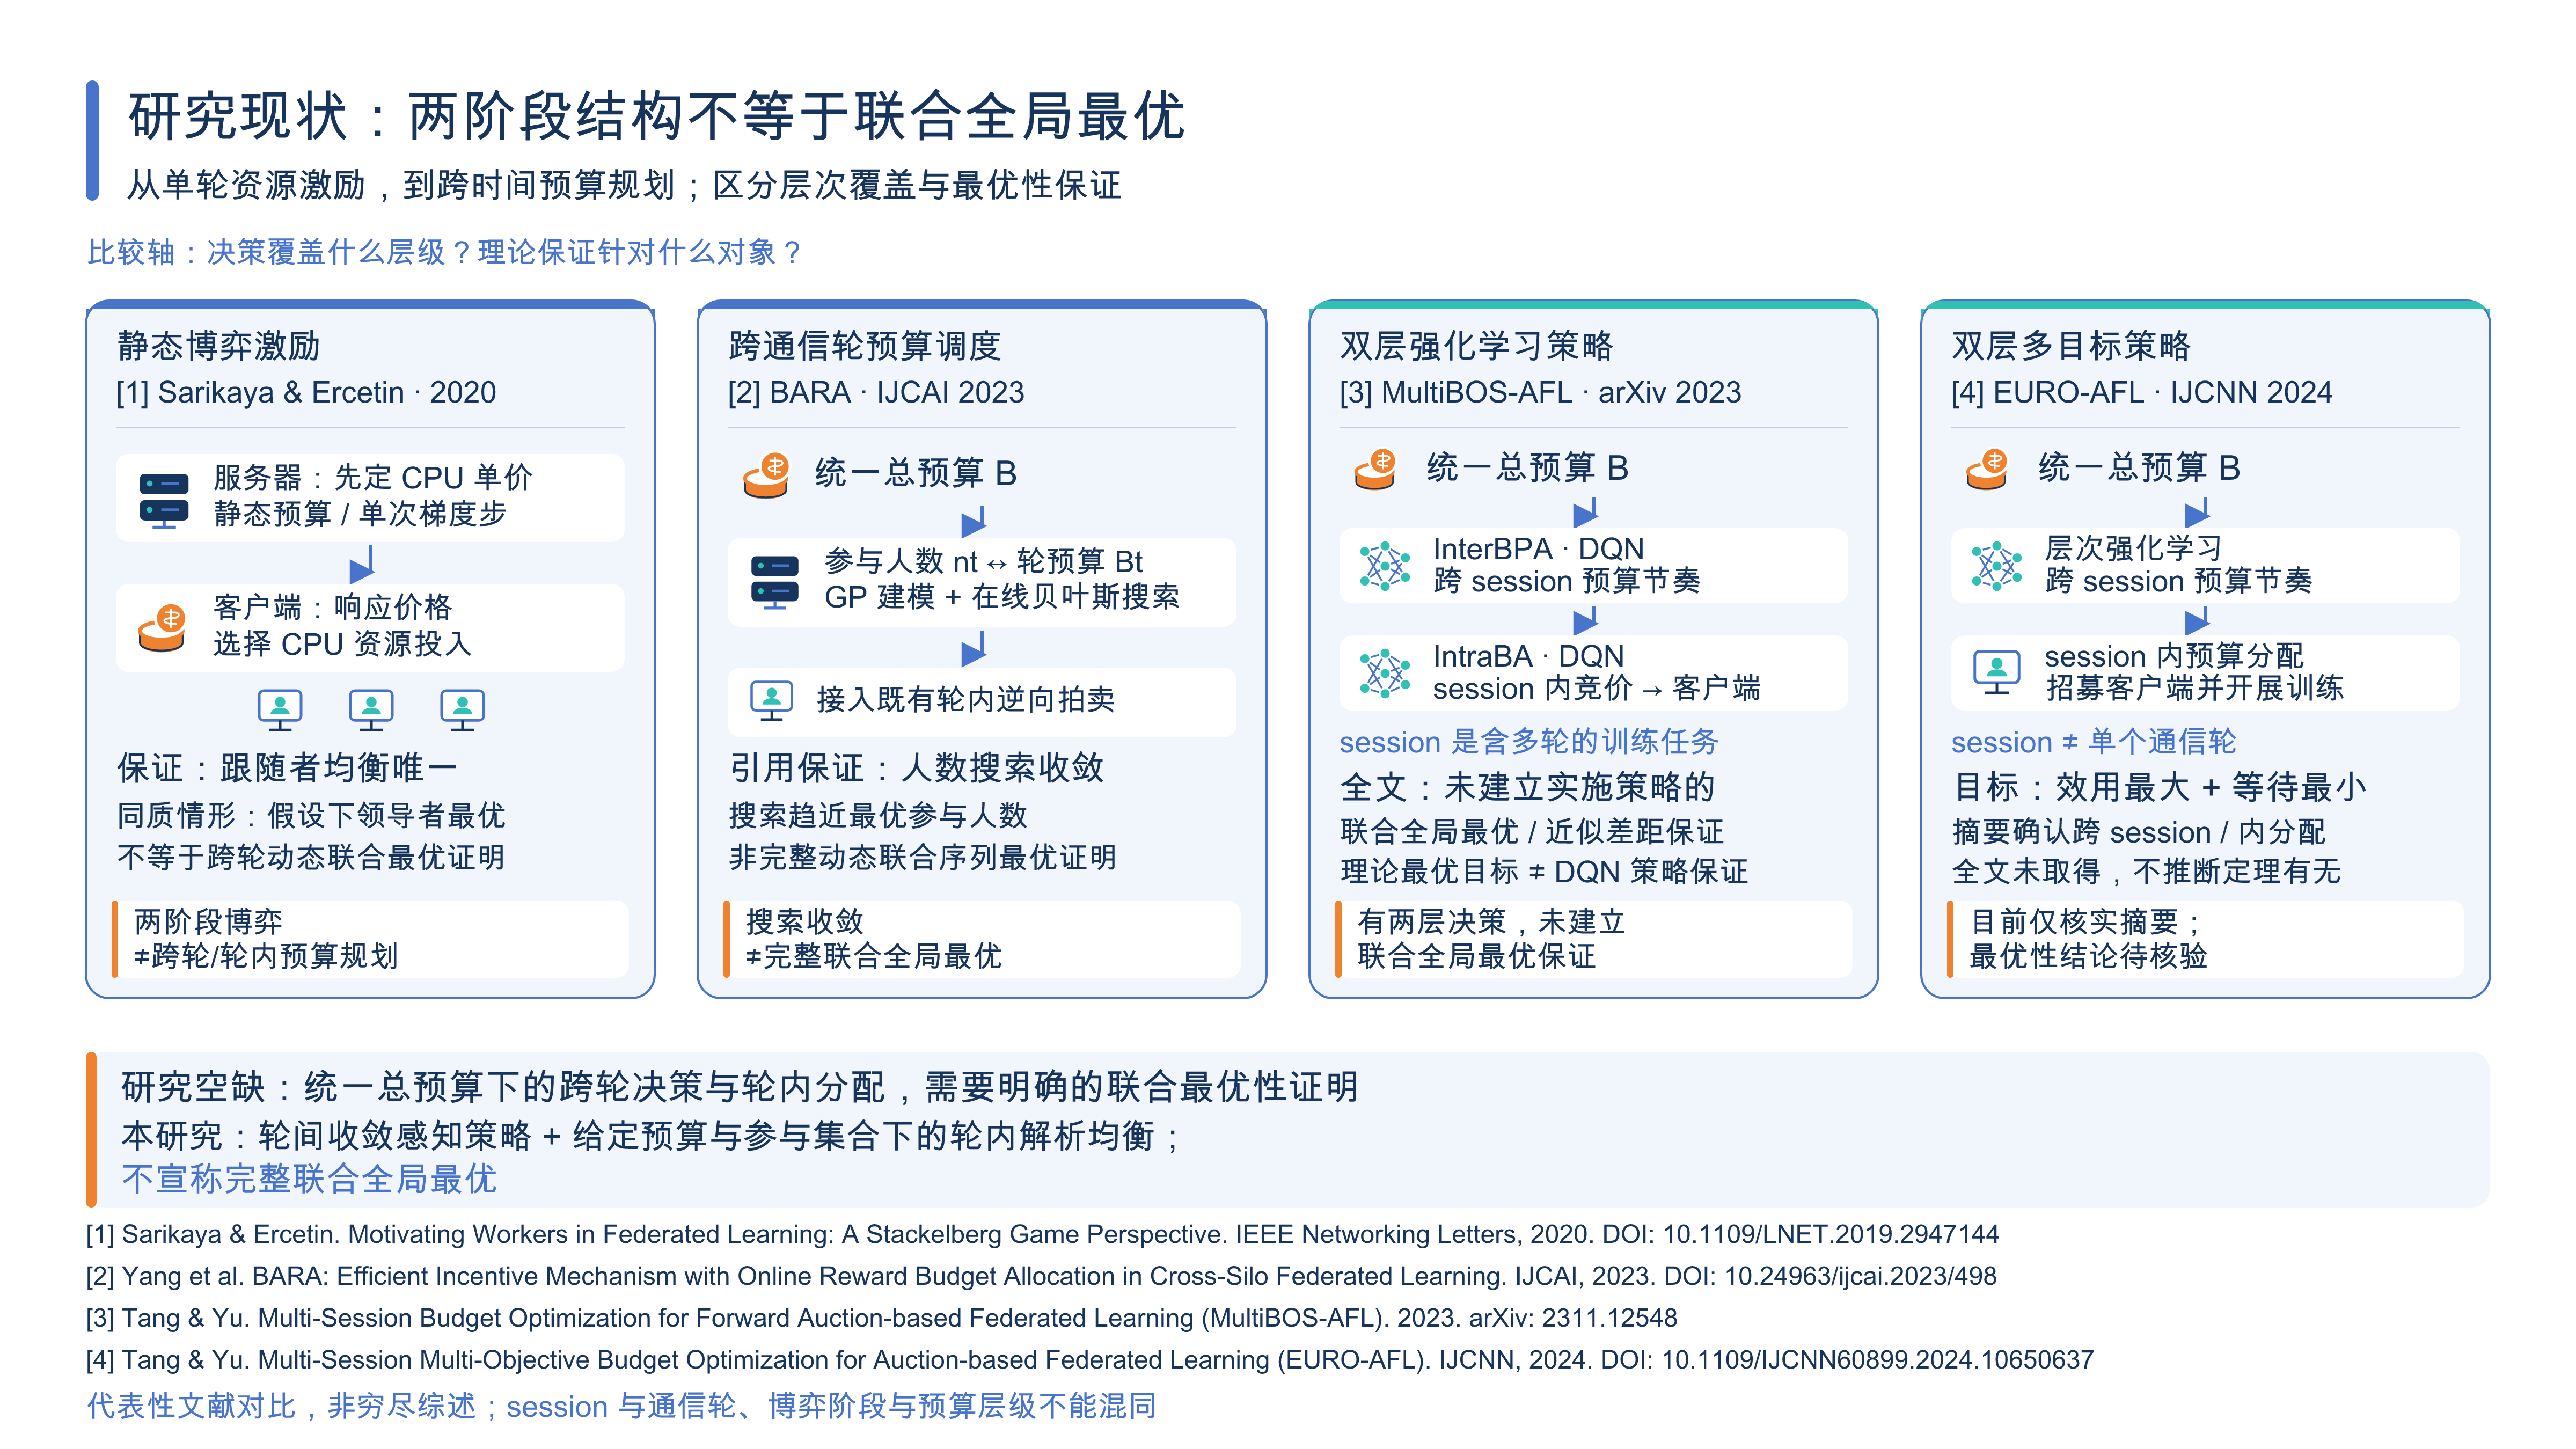 研究现状：两阶段结构不等于联合全局最优
从单轮资源激励，到跨时间预算规划；区分层次覆盖与最优性保证
比较轴：决策覆盖什么层级？理论保证针对什么对象？
静态博弈激励
[1] Sarikaya & Ercetin · 2020
服务器：先定 CPU 单价
静态预算 / 单次梯度步
客户端：响应价格
选择 CPU 资源投入
保证：跟随者均衡唯一
同质情形：假设下领导者最优
不等于跨轮动态联合最优证明
两阶段博弈
≠跨轮/轮内预算规划
跨通信轮预算调度
[2] BARA · IJCAI 2023
统一总预算 B
参与人数 nt ↔ 轮预算 Bt
GP 建模 + 在线贝叶斯搜索
接入既有轮内逆向拍卖
引用保证：人数搜索收敛
搜索趋近最优参与人数
非完整动态联合序列最优证明
搜索收敛
≠完整联合全局最优
双层强化学习策略
[3] MultiBOS-AFL · arXiv 2023
统一总预算 B
InterBPA · DQN
跨 session 预算节奏
IntraBA · DQN
session 内竞价 → 客户端
session 是含多轮的训练任务
全文：未建立实施策略的
联合全局最优 / 近似差距保证
理论最优目标 ≠ DQN 策略保证
有两层决策，未建立
联合全局最优保证
双层多目标策略
[4] EURO-AFL · IJCNN 2024
统一总预算 B
层次强化学习
跨 session 预算节奏
session 内预算分配
招募客户端并开展训练
session ≠ 单个通信轮
目标：效用最大 + 等待最小
摘要确认跨 session / 内分配
全文未取得，不推断定理有无
目前仅核实摘要；
最优性结论待核验
研究空缺：统一总预算下的跨轮决策与轮内分配，需要明确的联合最优性证明
本研究：轮间收敛感知策略 + 给定预算与参与集合下的轮内解析均衡；
不宣称完整联合全局最优
[1] Sarikaya & Ercetin. Motivating Workers in Federated Learning: A Stackelberg Game Perspective. IEEE Networking Letters, 2020. DOI: 10.1109/LNET.2019.2947144
[2] Yang et al. BARA: Efficient Incentive Mechanism with Online Reward Budget Allocation in Cross-Silo Federated Learning. IJCAI, 2023. DOI: 10.24963/ijcai.2023/498
[3] Tang & Yu. Multi-Session Budget Optimization for Forward Auction-based Federated Learning (MultiBOS-AFL). 2023. arXiv: 2311.12548
[4] Tang & Yu. Multi-Session Multi-Objective Budget Optimization for Auction-based Federated Learning (EURO-AFL). IJCNN, 2024. DOI: 10.1109/IJCNN60899.2024.10650637
代表性文献对比，非穷尽综述；session 与通信轮、博弈阶段与预算层级不能混同